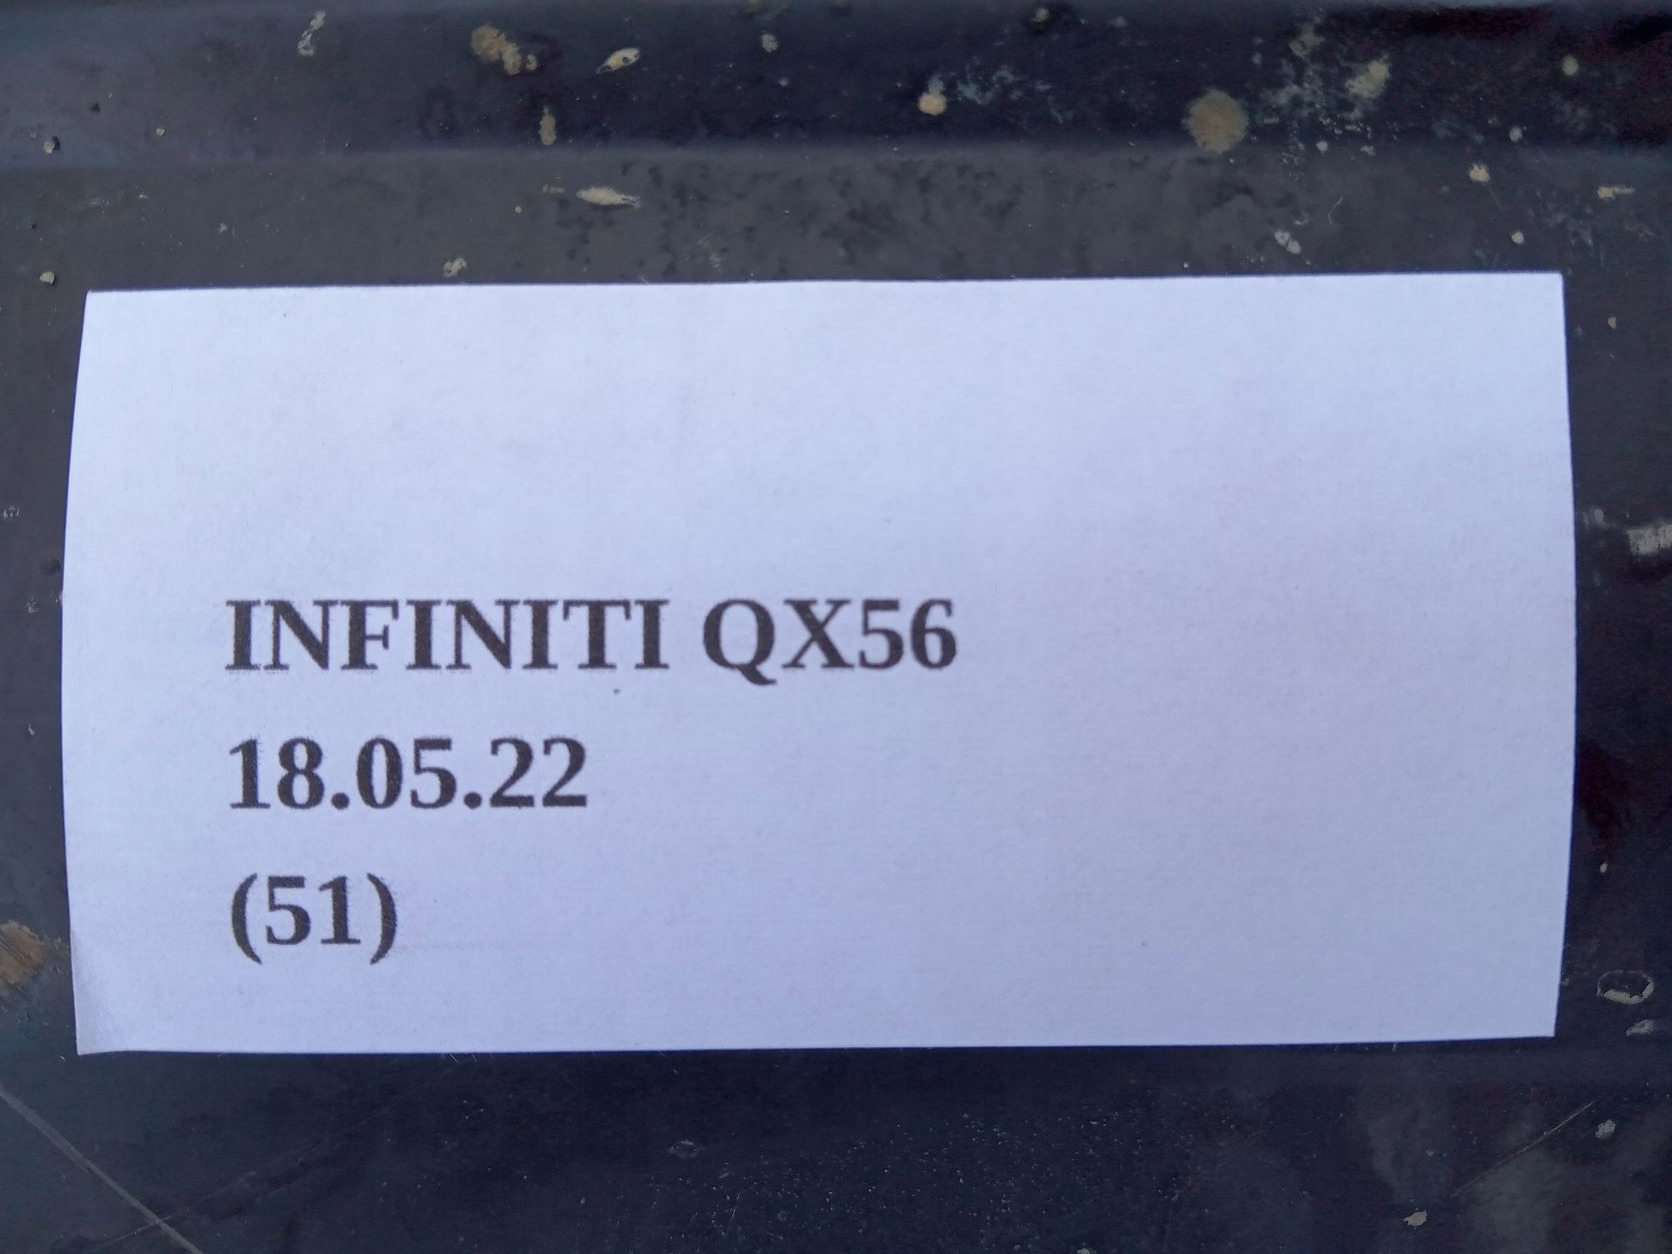 INFINITI QX56
18.05.22
(51)